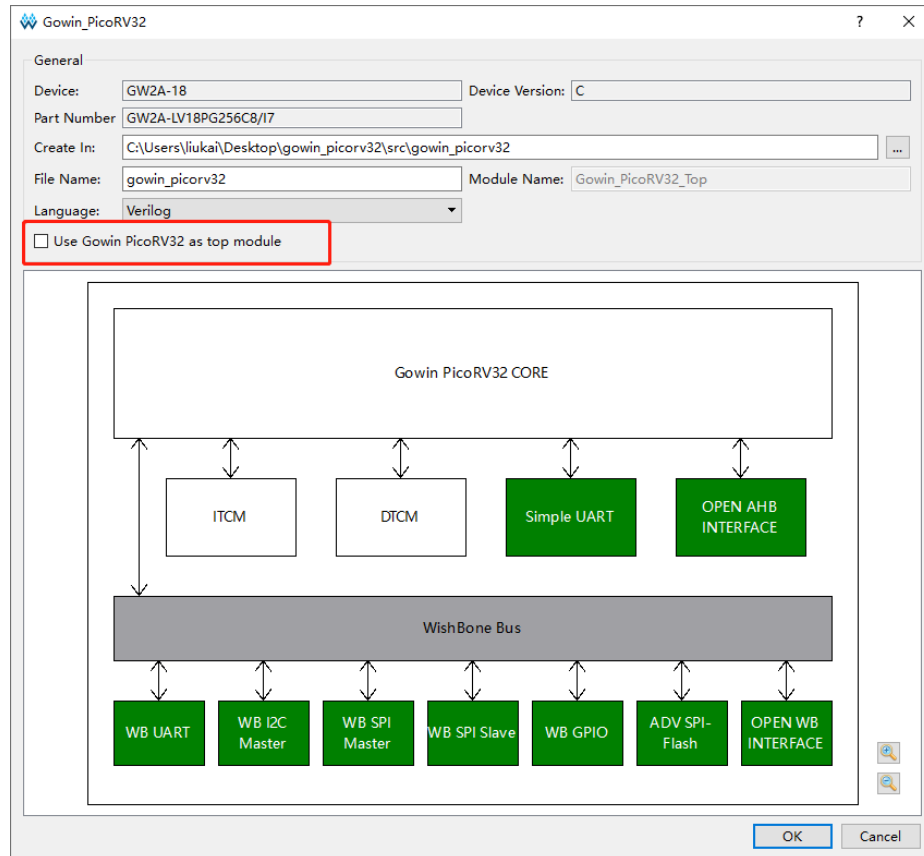 Gowin_PicoRV32
?
General
Device: GW2A-18 Device Version: C
Part Number GW2A-LV18PG256C8/I7
Create In: C:\Users\liukai\Desktop\gowin_picorv32\src\gowin_picorv32 ...
File Name: gowin_picorv32 Module Name: Gowin_PicoRV32_Top
Language: Verilog
Use Gowin PicoRV32 as top module
Gowin PicoRV32 CORE
ITCM
DTCM
Simple UART
OPEN AHB
INTERFACE
WishBone Bus
WB UART
WB I2C
Master
WB SPI
Master
WB SPI Slave
WB GPIO
ADV SPI-
Flash
OPEN WB
INTERFACE
OK
Cancel